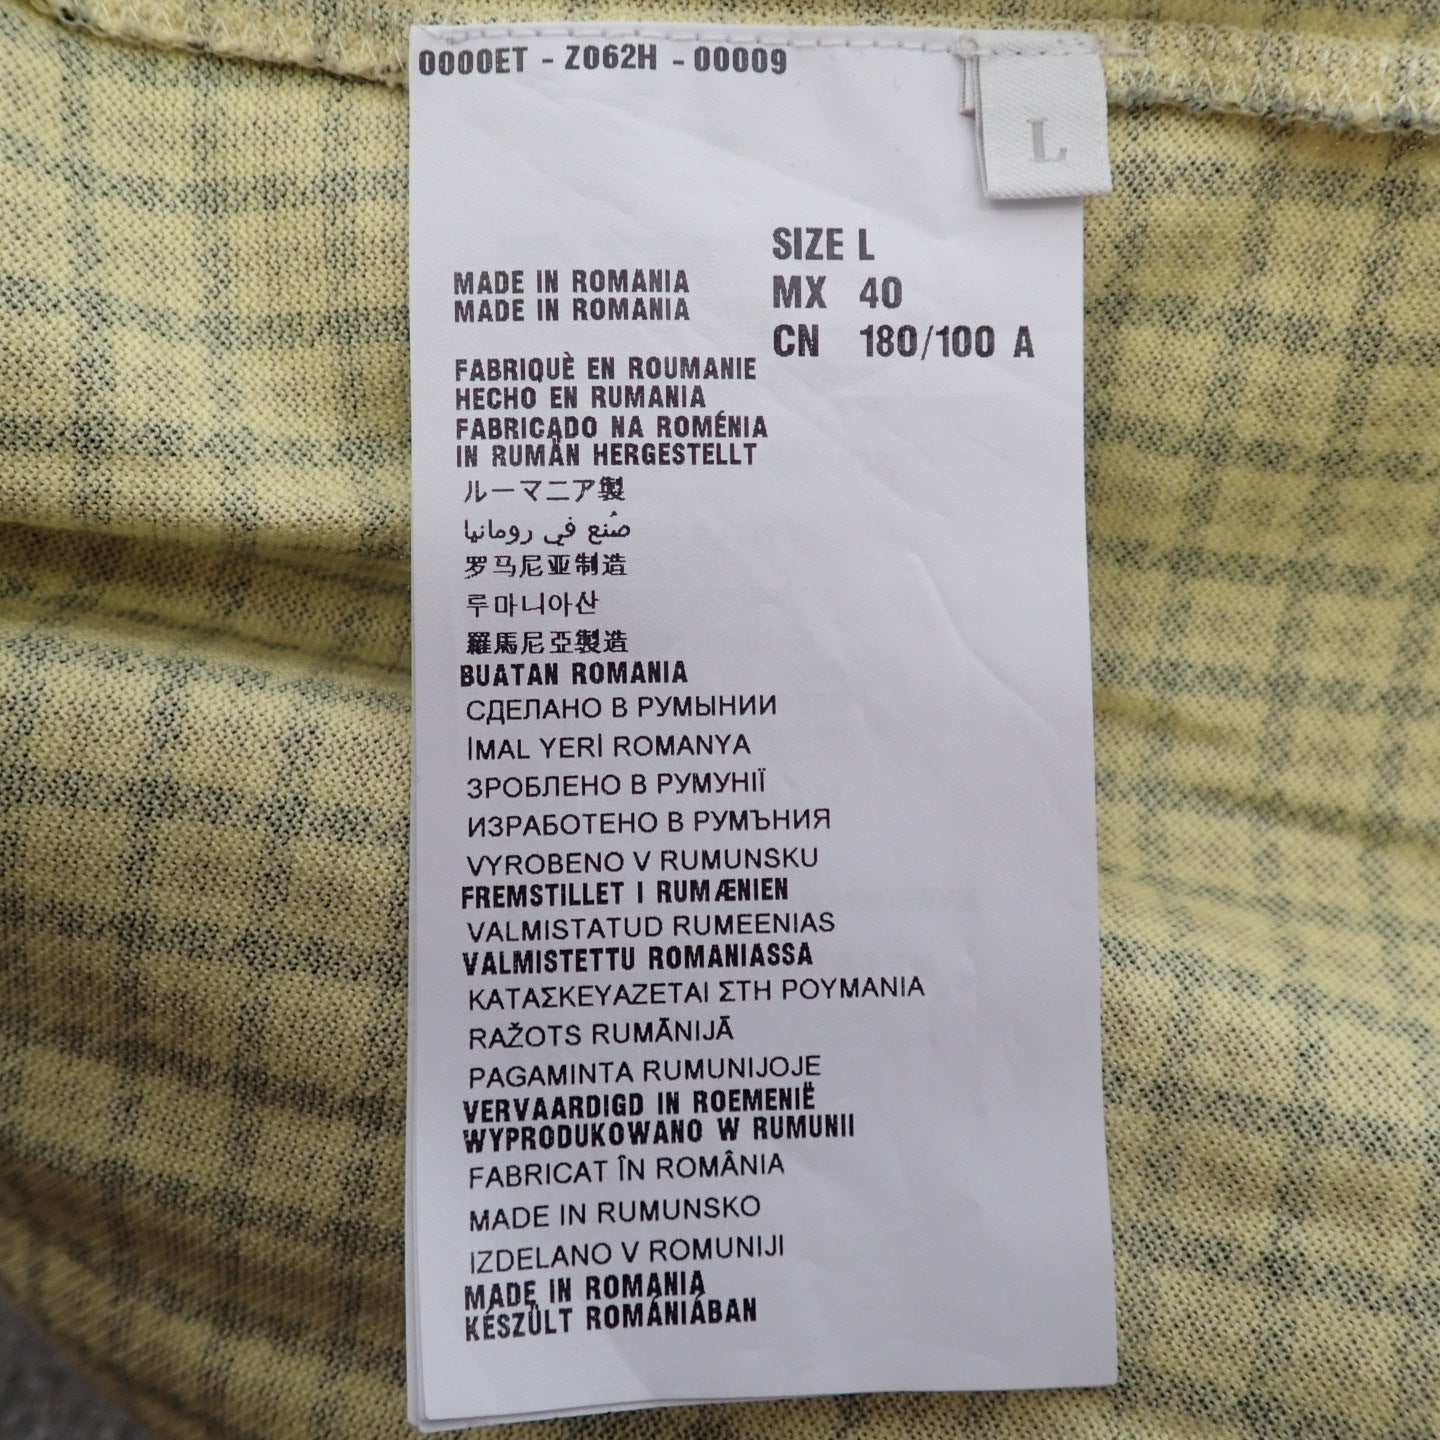 0000ET - Z062H - 00009
L
SIZE L
MX 40
CN 180/100 A
MADE IN ROMANIA
MADE IN ROMANIA
FABRIQUÈ EN ROUMANIE
HECHO EN RUMANIA
FABRICADO NA ROMÉNIA
IN RUMÄN HERGESTELLT
ルーマニア製
صُنع في رومانيا
罗马尼亚制造
루마니아산
羅馬尼亞製造
BUATAN ROMANIA
СДЕЛАНО В РУМЫНИИ
İMAL YERİ ROMANYA
ЗРОБЛЕНО В РУМУНІЇ
ИЗРАБОТЕНО В РУМЪНИЯ
VYROBENO V RUMUNSKU
FREMSTILLET I RUMÆNIEN
VALMISTATUD RUMEENIAS
VALMISTETTU ROMANIASSA
ΚΑΤΑΣΚΕΥΑΖΕΤΑΙ ΣΤΗ ΡΟΥΜΑΝΙΑ
RAŽOTS RUMĀNIJĀ
PAGAMINTA RUMUNIJOJE
VERVAARDIGD IN ROEMENIË
WYPRODUKOWANO W RUMUNII
FABRICAT ÎN ROMÂNIA
MADE IN RUMUNSKO
IZDELANO V ROMUNIJI
MADE IN ROMANIA
KÉSZÜLT ROMÁNIÁBAN